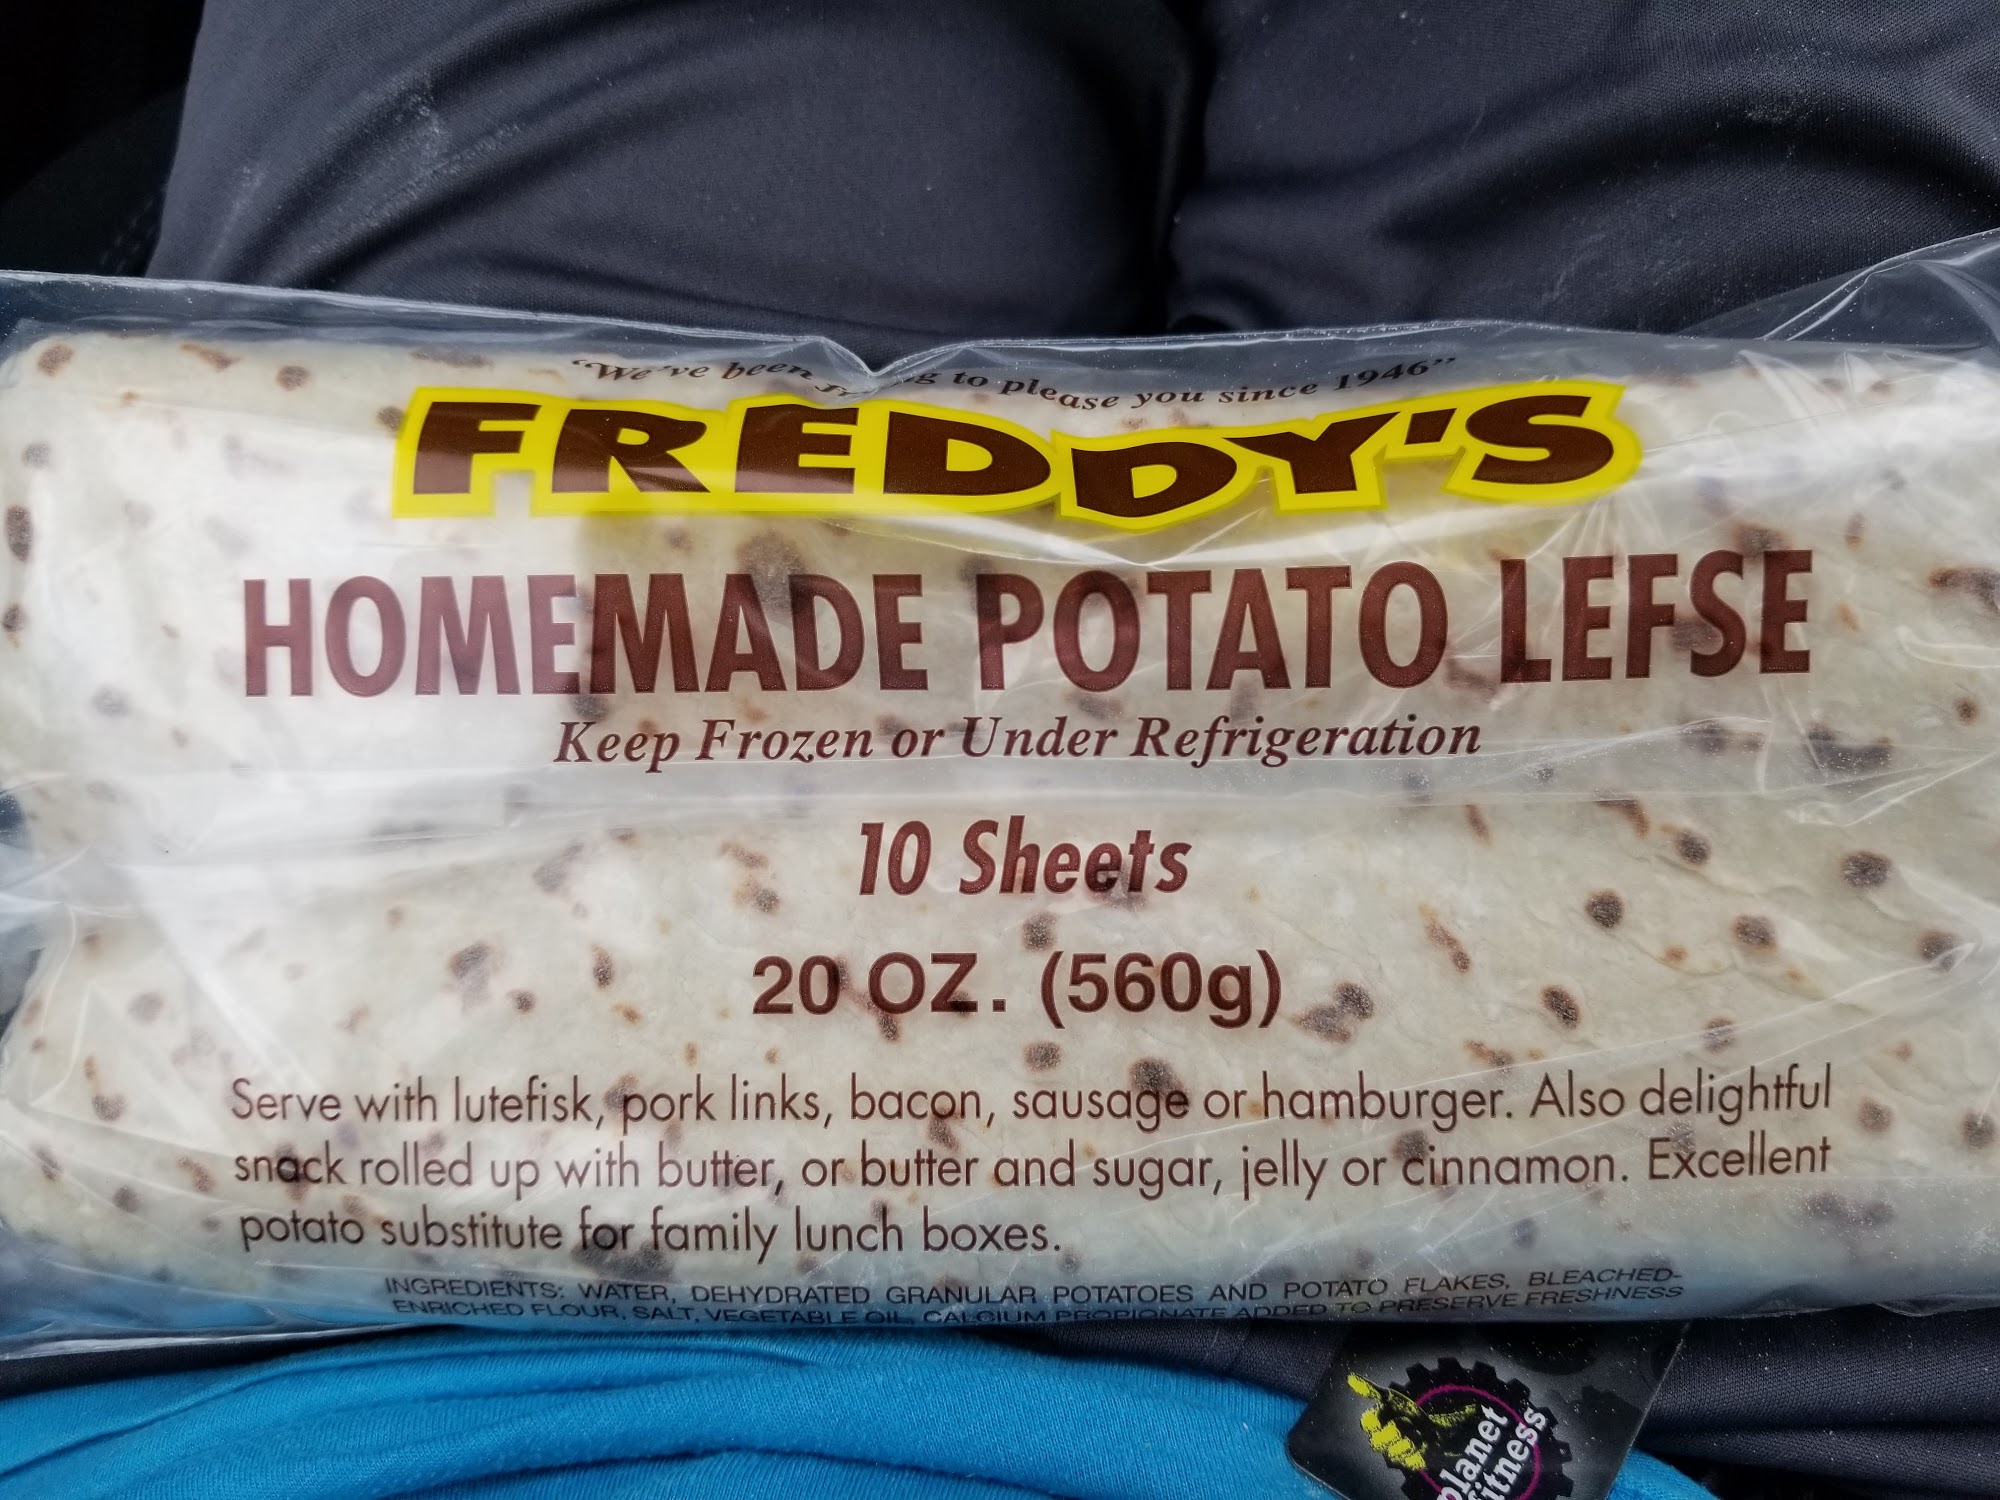 "We've been to please you since 1946"
FREDDY'S
HOMEMADE POTATO LEFSE
Keep Frozen or Under Refrigeration
10 Sheets
20 OZ. (560g)
Serve with lutefisk, pork links, bacon, sausage or hamburger. Also delightful
snack rolled up with butter, or butter and sugar, jelly or cinnamon. Excellent
potato substitute for family lunch boxes.
INGREDIENTS: WATER, DEHYDRATED GRANULAR POTATOES AND POTATO FLAKES, BLEACHED-
ENRICHED FLOUR, SALT, VEGETABLE OIL, CALCIUM PROPIONATE ADDED TO PRESERVE FRESHNESS
planet
fitness